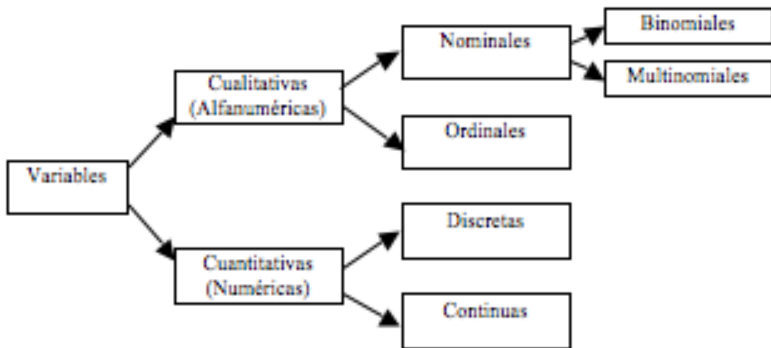 Variables
Cualitativas
(Alfanuméricas)
Nominales
Binomiales
Multinomiales
Ordinales
Cuantitativas
(Numéricas)
Discretas
Continuas